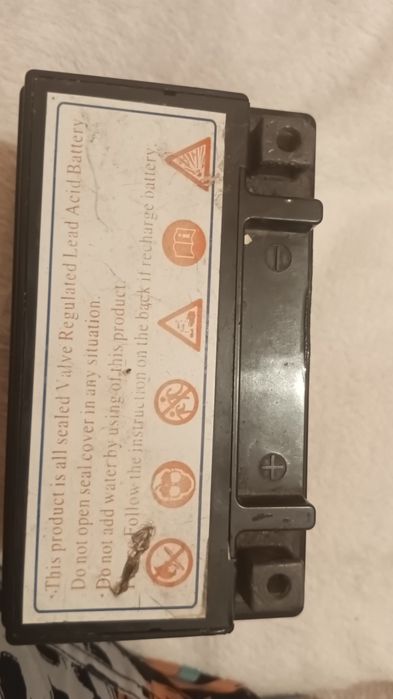 ·This product is all sealed Valve Regulated Lead Acid Battery
Do not open seal cover in any situation.
·Do not add water by using of this product.
Follow the instruction on the back if recharge battery.
−
+